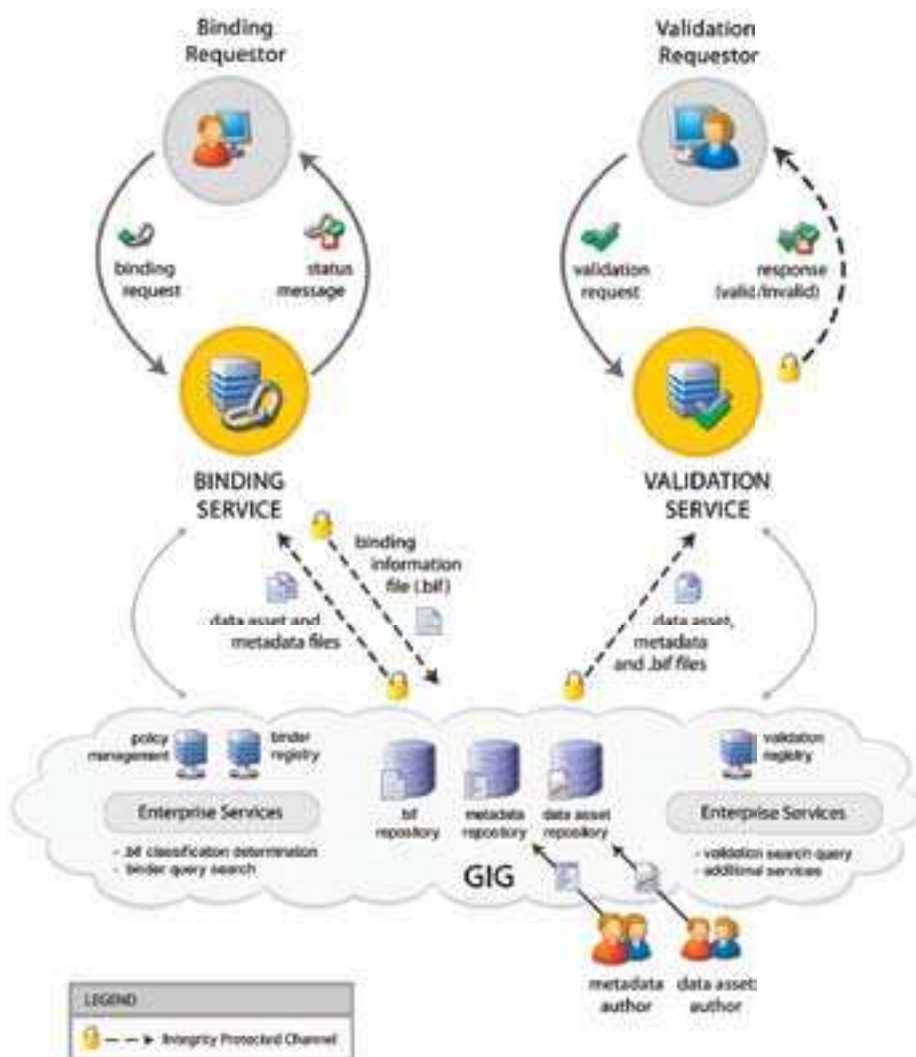 Binding
Requestor
Validation
Requestor
binding
request
status
message
validation
request
response
(valid/invalid)
BINDING
SERVICE
VALIDATION
SERVICE
binding
information
file (.bif)
data asset and
metadata files
data asset,
metadata
and .bif files
policy
management
binder
registry
validation
registry
Enterprise Services
- .bif classification determination
- binder query search
bif
repository
metadata
repository
data asset
repository
Enterprise Services
- validation search query
- additional services
GIG
metadata
author
data asset
author
LEGEND
Integrity Protected Channel